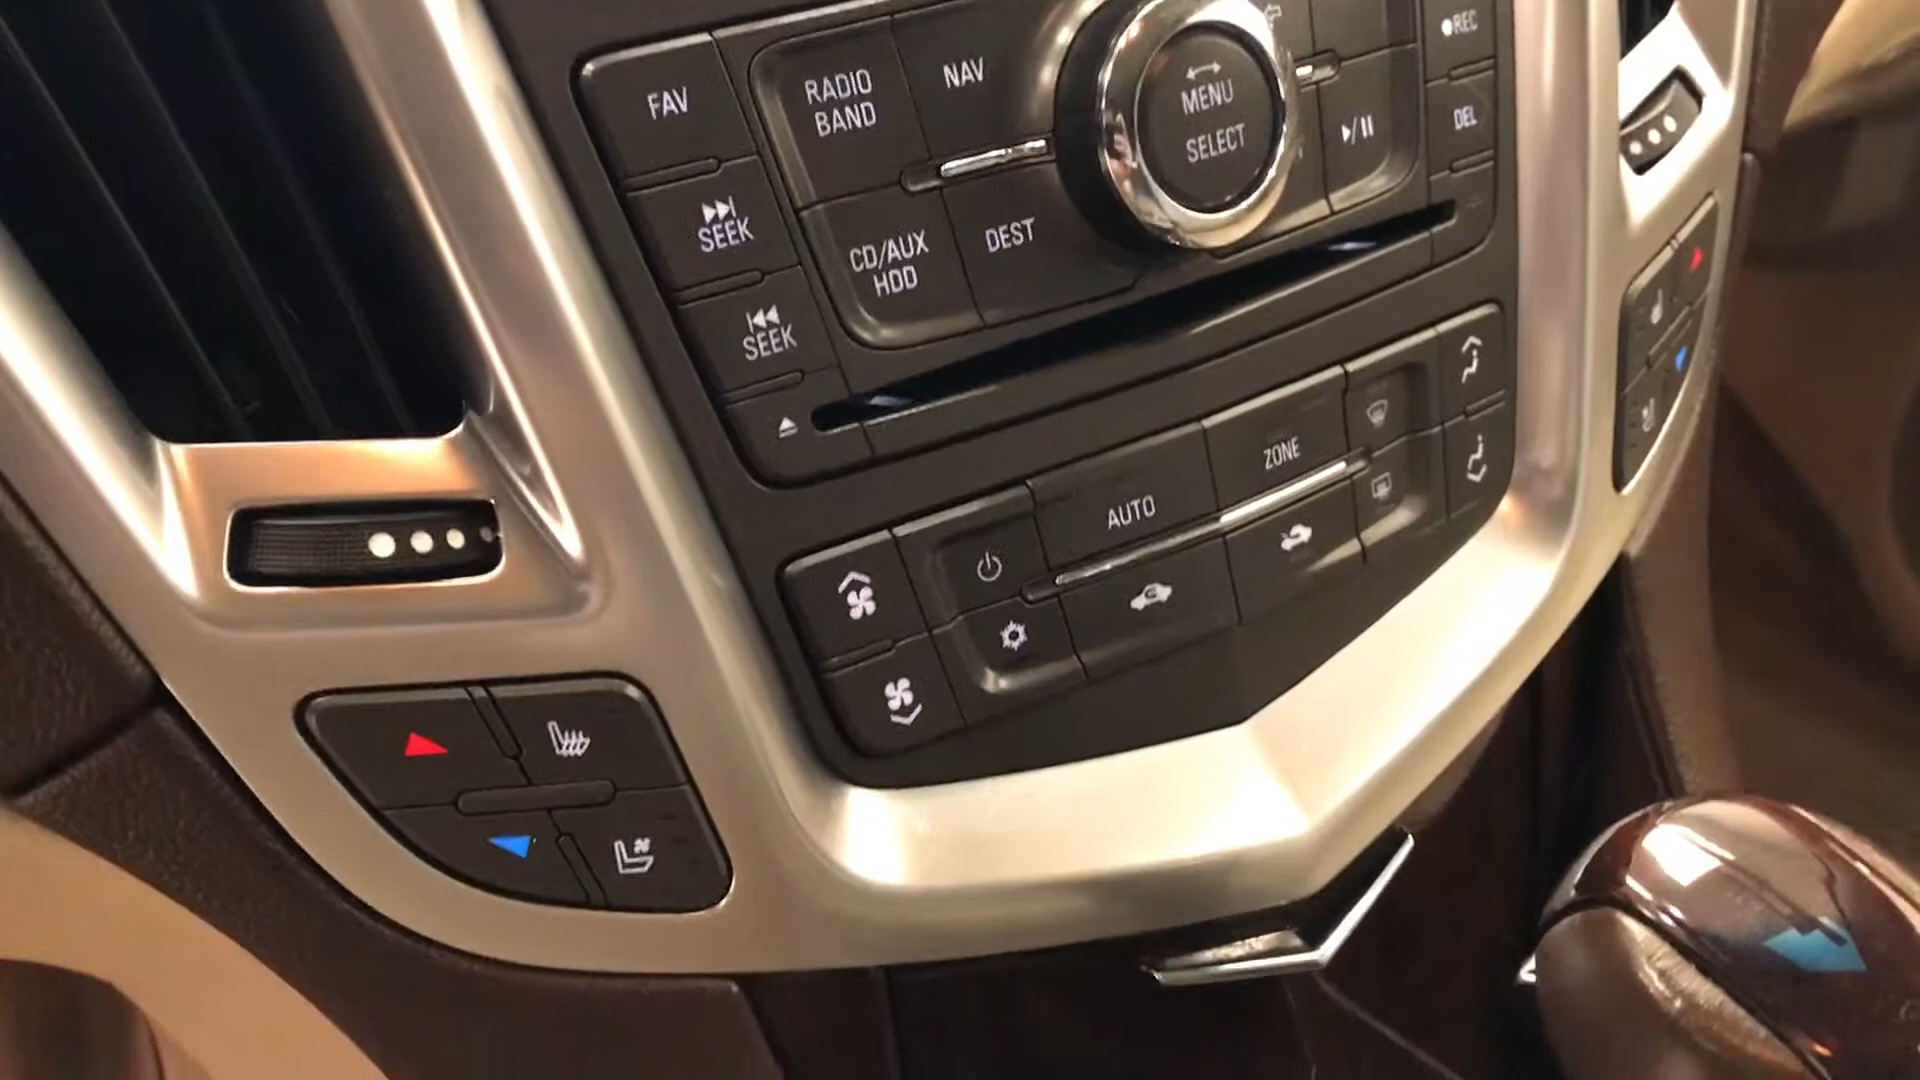 FAV
RADIO
BAND
NAV
MENU
SELECT
REC
DEL
SEEK
CD/AUX
HDD
DEST
SEEK
AUTO
ZONE